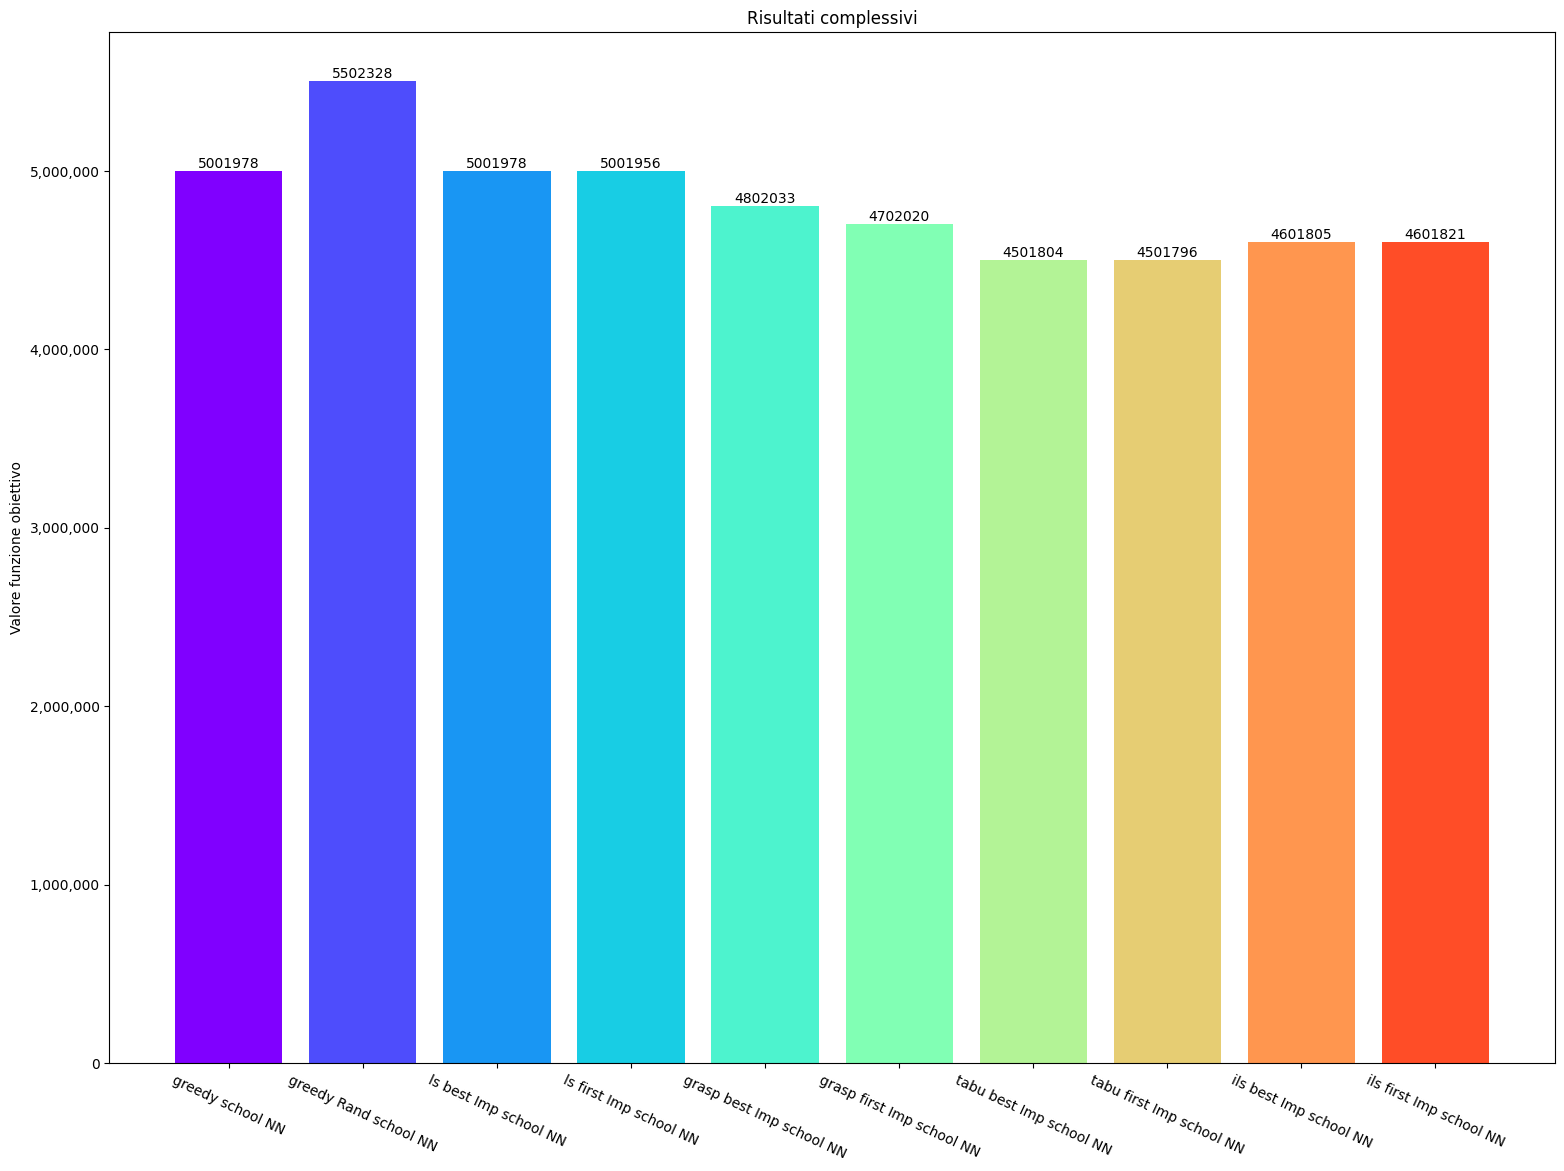 Risultati complessivi
Valore funzione obiettivo
5,000,000
4,000,000
3,000,000
2,000,000
1,000,000
0
5001978
5502328
5001978
5001956
4802033
4702020
4501804
4501796
4601805
4601821
greedy school NN
greedy Rand school NN
ls best Imp school NN
ls first Imp school NN
grasp best Imp school NN
grasp first Imp school NN
tabu best Imp school NN
tabu first Imp school NN
ils best Imp school NN
ils first Imp school NN